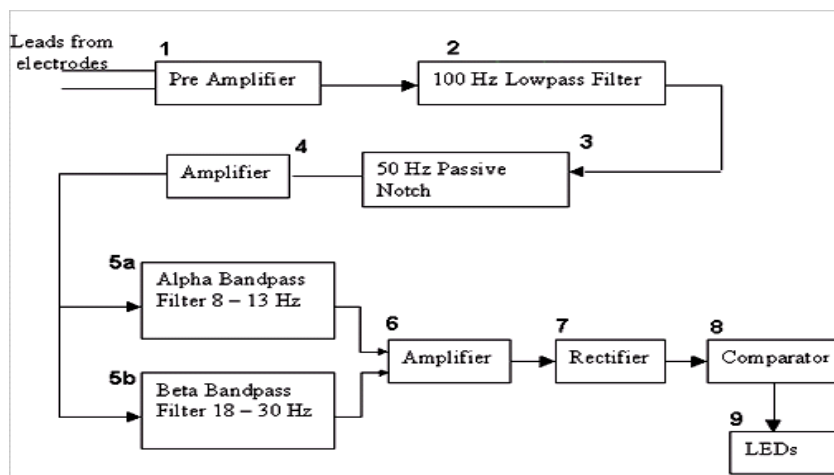 Leads from
electrodes
1
Pre Amplifier
2
100 Hz Lowpass Filter
3
50 Hz Passive
Notch
4
Amplifier
5a
Alpha Bandpass
Filter 8 – 13 Hz
5b
Beta Bandpass
Filter 18 – 30 Hz
6
Amplifier
7
Rectifier
8
Comparator
9
LEDs